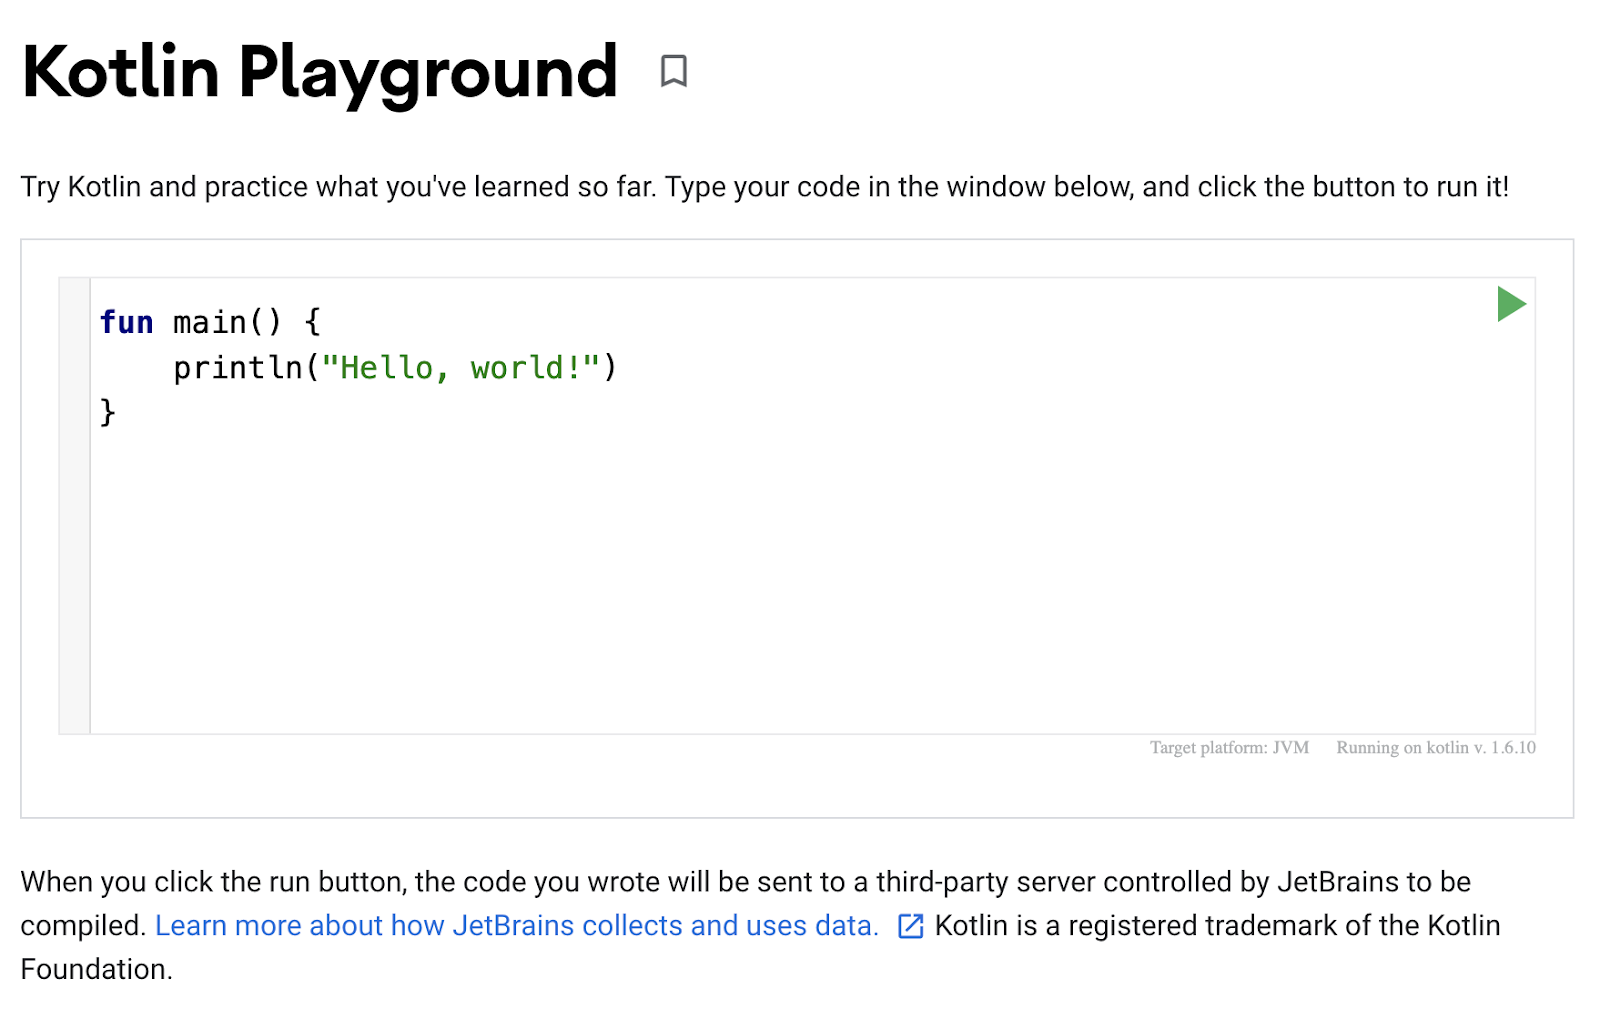 Kotlin Playground
Try Kotlin and practice what you've learned so far. Type your code in the window below, and click the button to run it!
fun main() {
    println("Hello, world!")
}
Target platform: JVM Running on kotlin v. 1.6.10
When you click the run button, the code you wrote will be sent to a third-party server controlled by JetBrains to be
compiled. Learn more about how JetBrains collects and uses data. Kotlin is a registered trademark of the Kotlin
Foundation.